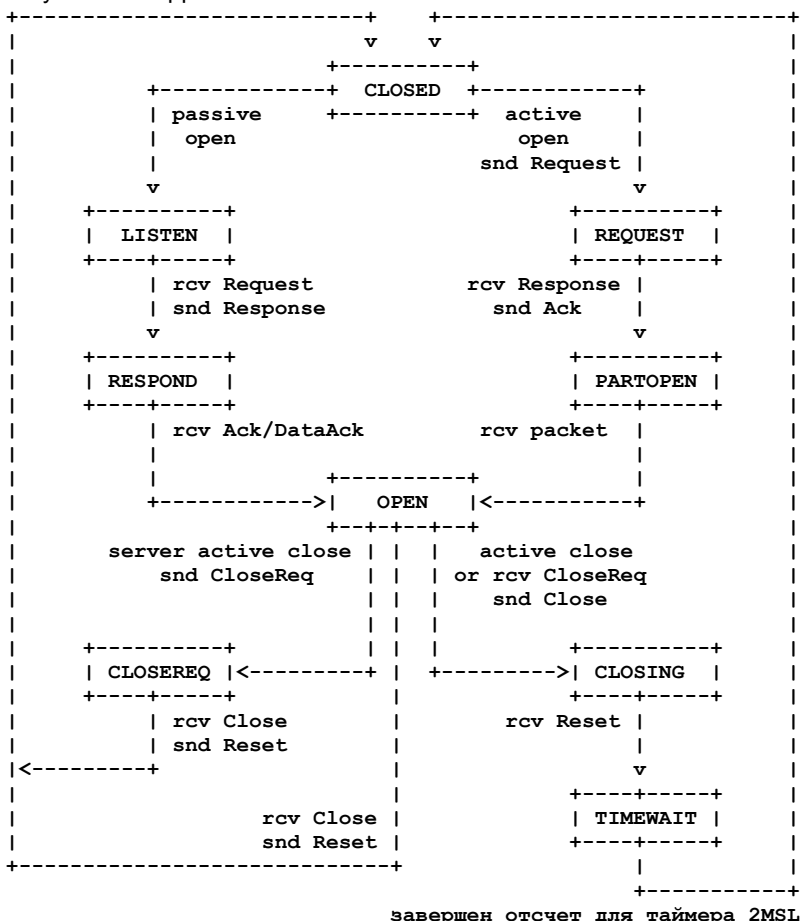 CLOSED
passive active
open open
snd Request
LISTEN REQUEST
rcv Request rcv Response
snd Response snd Ack
RESPOND PARTOPEN
rcv Ack/DataAck rcv packet
OPEN
server active close active close
snd CloseReq or rcv CloseReq
snd Close
CLOSEREQ CLOSING
rcv Close rcv Reset
snd Reset
rcv Close TIMEWAIT
snd Reset
завершен отсчет для таймера 2MSL